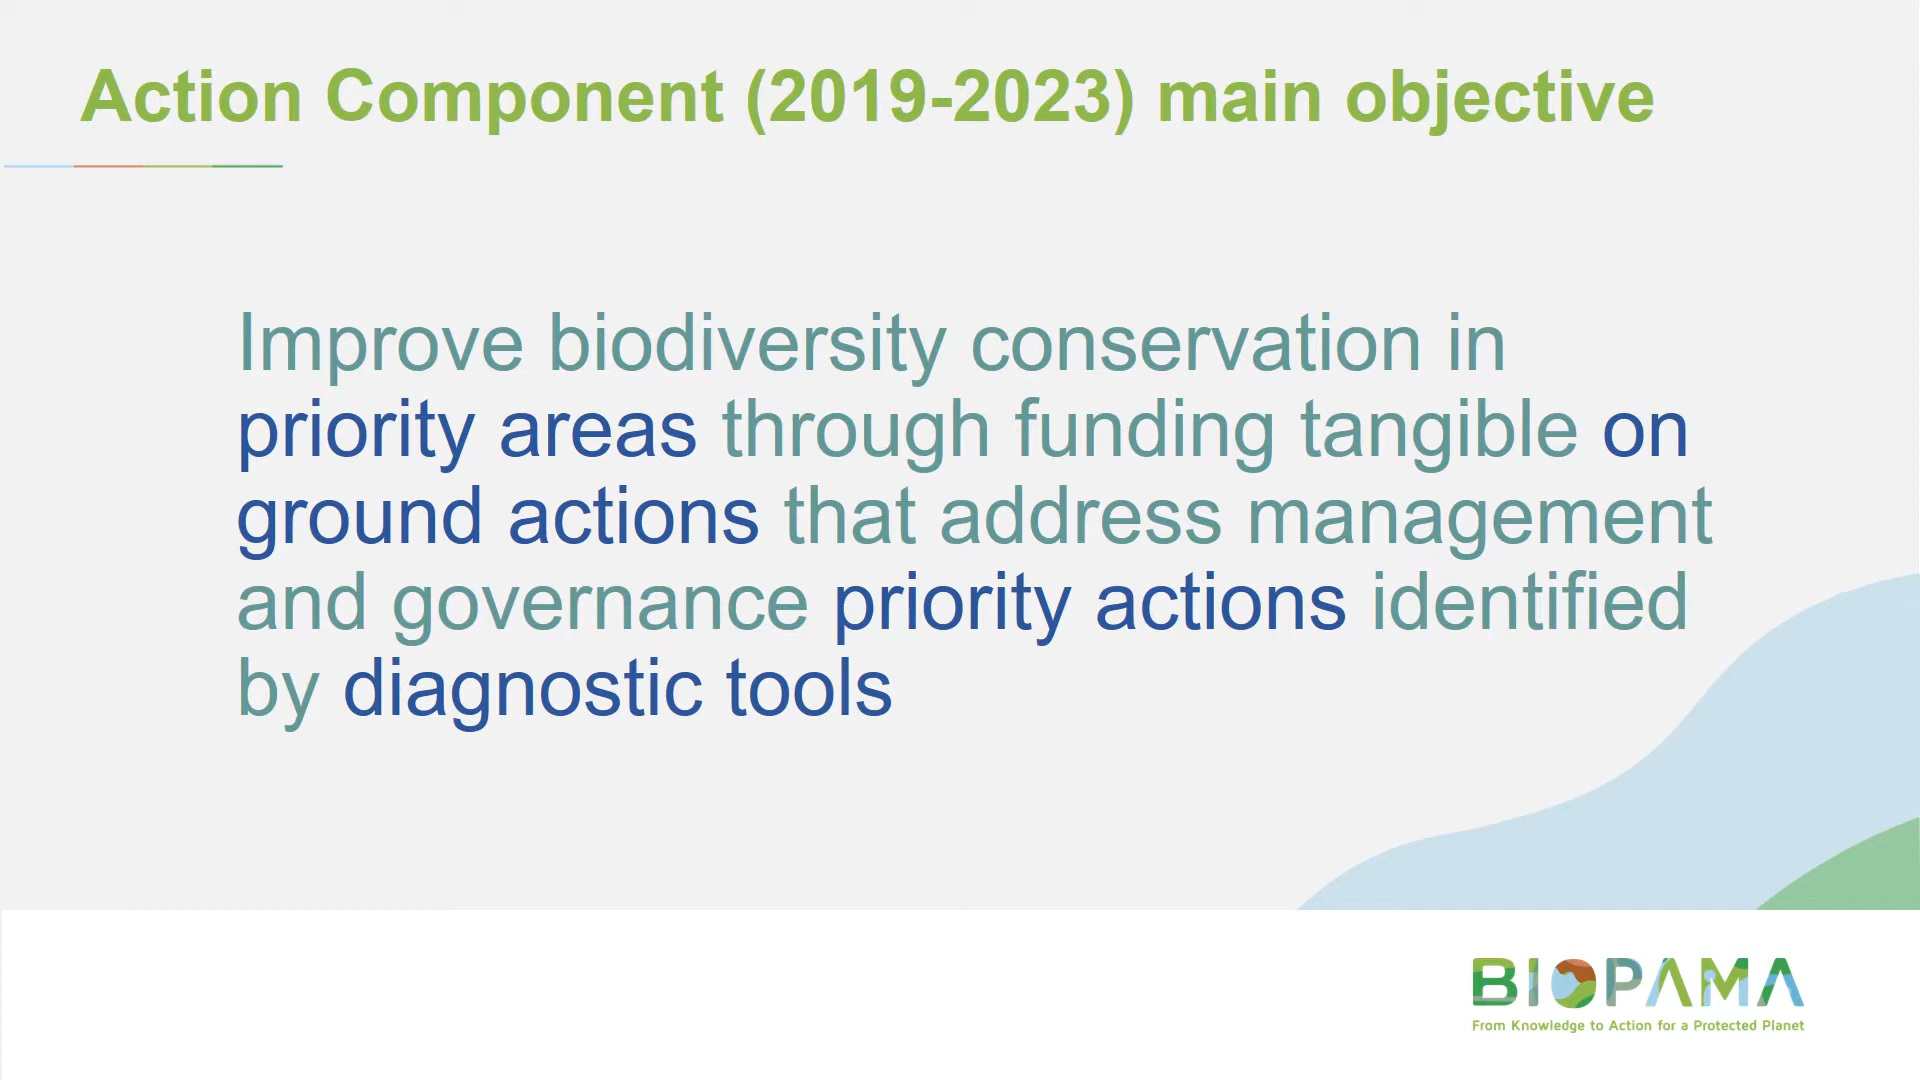 Action Component (2019-2023) main objective
Improve biodiversity conservation in
priority areas through funding tangible on
ground actions that address management
and governance priority actions identified
by diagnostic tools
BIOPAMA
From Knowledge to Action for a Protected Planet